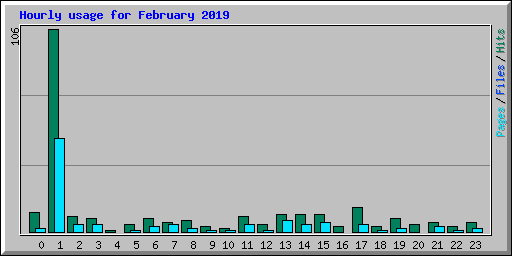 Hourly usage for February 2019
106
Pages/Files/Hits
0 1 2 3 4 5 6 7 8 9 10 11 12 13 14 15 16 17 18 19 20 21 22 23